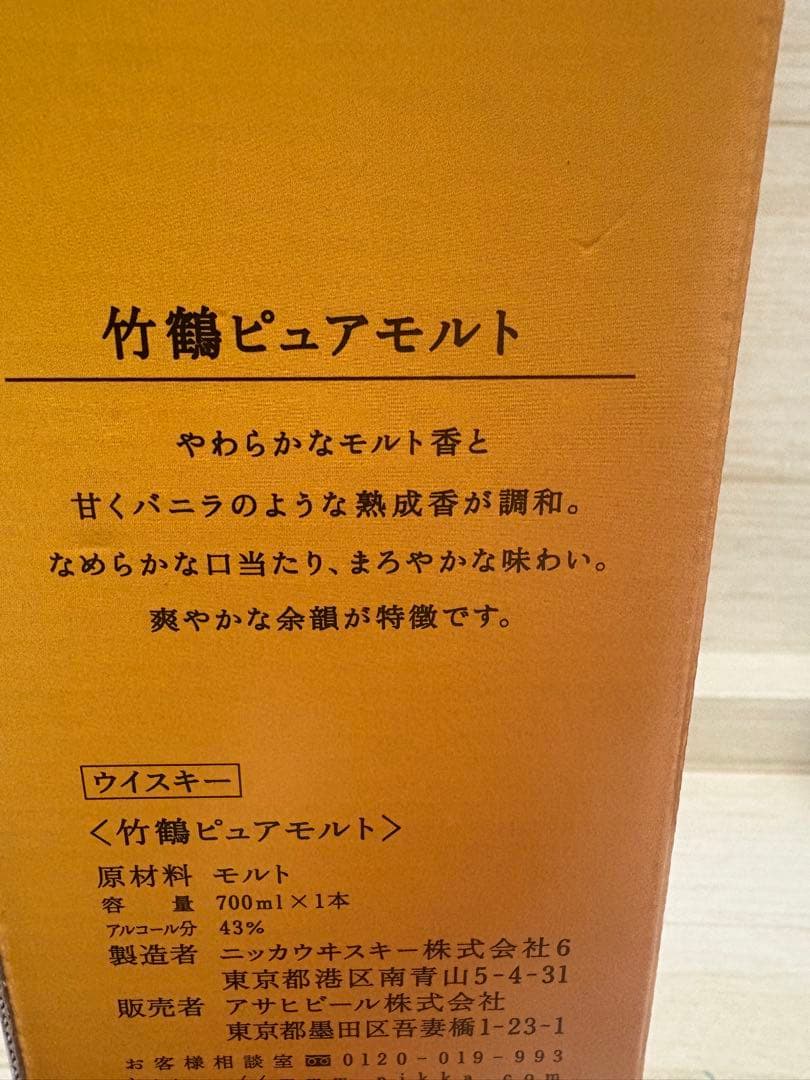 竹鶴ピュアモルト
やわらかなモルト香と
甘くバニラのような熟成香が調和。
なめらかな口当たり、まろやかな味わい。
爽やかな余韻が特徴です。
ウイスキー
〈竹鶴ピュアモルト〉
原材料 モルト
容量 700ml×1本
アルコール分 43%
製造者 ニッカウヰスキー株式会社6
東京都港区南青山5-4-31
販売者 アサヒビール株式会社
東京都墨田区吾妻橋1-23-1
お客様相談室 0120-019-993